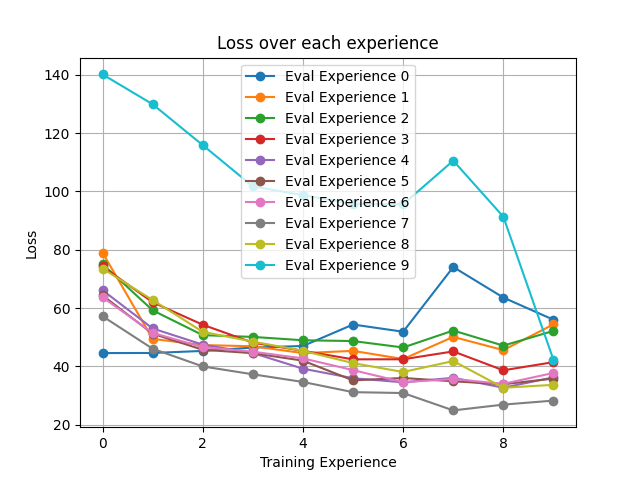 Loss over each experience
140
120
100
80
60
40
20
Loss
Eval Experience 0
Eval Experience 1
Eval Experience 2
Eval Experience 3
Eval Experience 4
Eval Experience 5
Eval Experience 6
Eval Experience 7
Eval Experience 8
Eval Experience 9
0 2 4 6 8
Training Experience